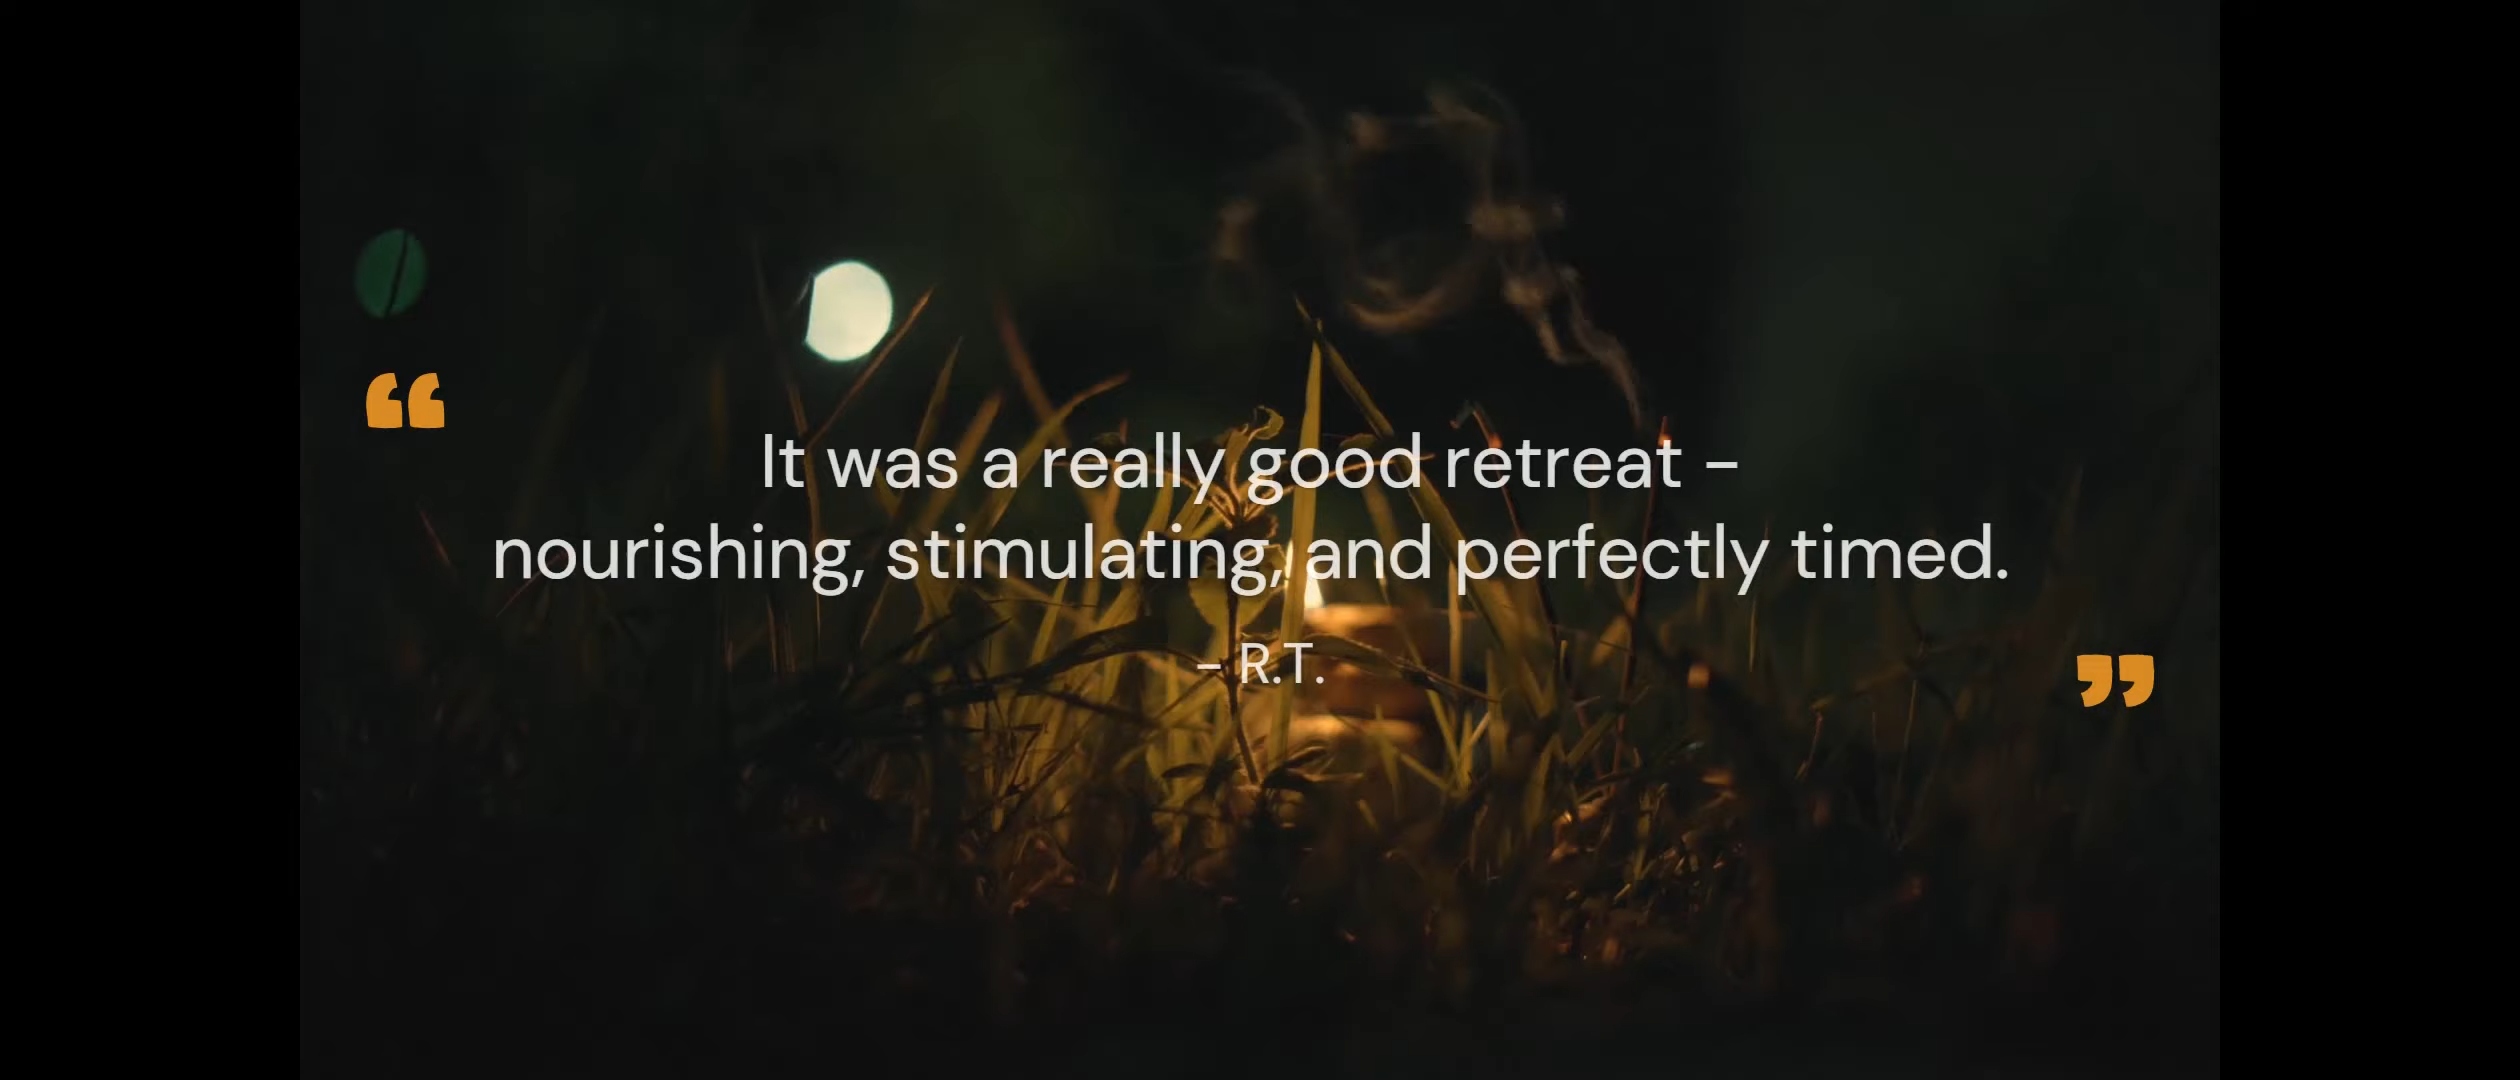 “
It was a really good retreat –
nourishing, stimulating, and perfectly timed.
– R.T.
”